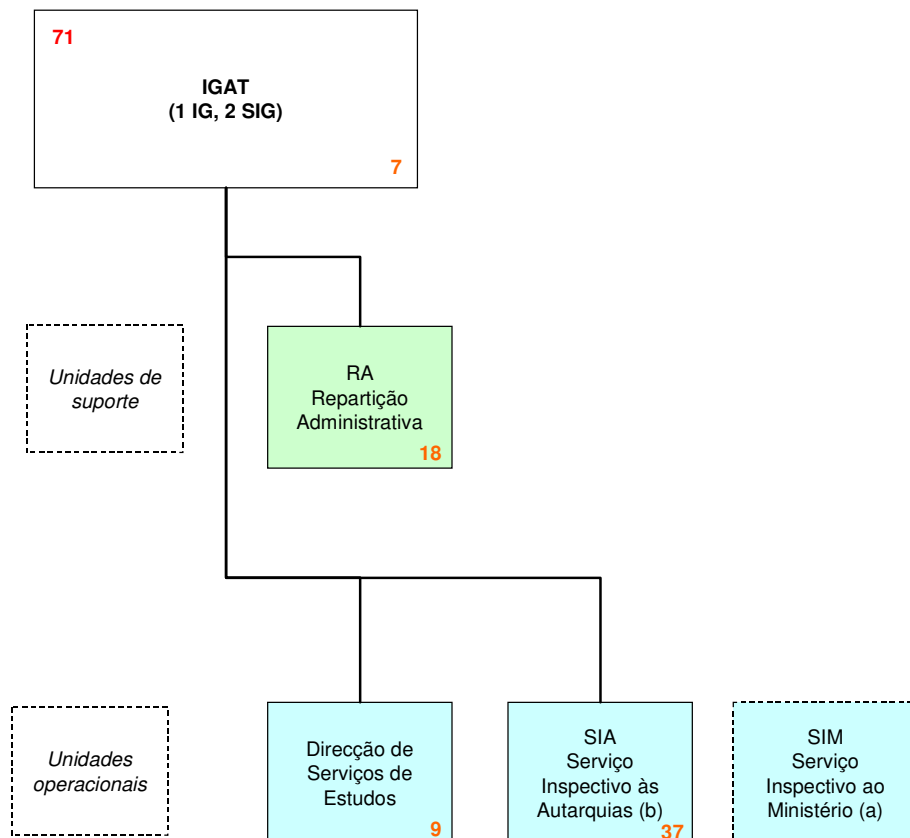 71
IGAT
(1 IG, 2 SIG)
7
Unidades de
suporte
RA
Repartição
Administrativa
18
Unidades
operacionais
Direcção de
Serviços de
Estudos
9
SIA
Serviço
Inspectivo às
Autarquias (b)
37
SIM
Serviço
Inspectivo ao
Ministério (a)